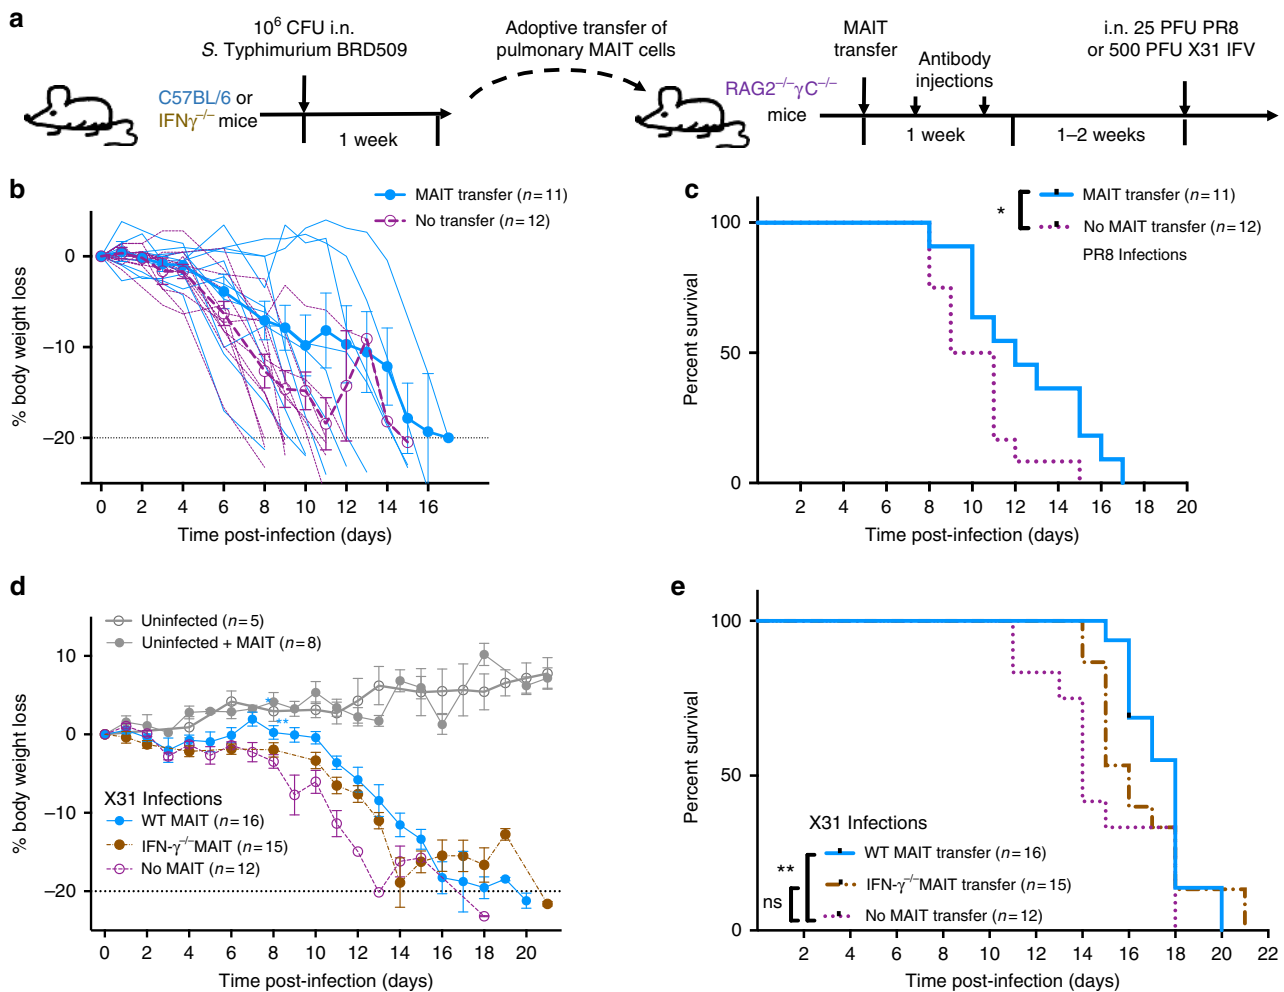 a
10⁶ CFU i.n.
S. Typhimurium BRD509
C57BL/6 or
IFNγ⁻/⁻ mice
1 week
Adoptive transfer of
pulmonary MAIT cells
RAG2⁻/⁻γC⁻/⁻
mice
MAIT
transfer
Antibody
injections
1 week
1–2 weeks
i.n. 25 PFU PR8
or 500 PFU X31 IFV
b
MAIT transfer (n=11)
No transfer (n=12)
% body weight loss
0
−10
−20
0 2 4 6 8 10 12 14 16
Time post-infection (days)
c
MAIT transfer (n=11)
*
No MAIT transfer (n=12)
PR8 Infections
Percent survival
100
50
0
2 4 6 8 10 12 14 16 18 20
Time post-infection (days)
d
Uninfected (n=5)
Uninfected + MAIT (n=8)
% body weight loss
10
0
−10
−20
*
**
X31 Infections
WT MAIT (n=16)
IFN-γ⁻/⁻MAIT (n=15)
No MAIT (n=12)
0 2 4 6 8 10 12 14 16 18 20
Time post-infection (days)
e
Percent survival
100
50
0
X31 Infections
**
ns
WT MAIT transfer (n=16)
IFN-γ⁻/⁻MAIT transfer (n=15)
No MAIT transfer (n=12)
2 4 6 8 10 12 14 16 18 20 22
Time post-infection (days)